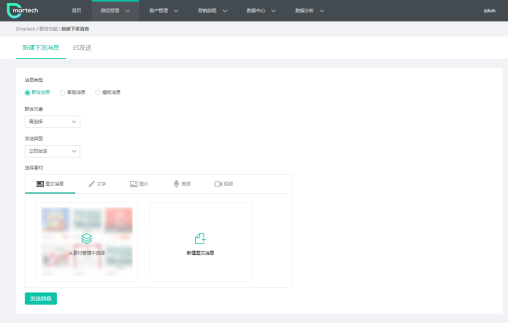 martech 首页 微信管理 客户管理 营销旅程 数据中心 数据分析
Dmartech / 群发功能 / 新建下发消息
新建下发消息 已发送
消息类型
群发消息 客服消息 模板消息
群发对象
请选择
发送类型
立即发送
选择素材
图文消息 文字 图片 音频 视频
从素材管理中选择 新建图文消息
发送消息